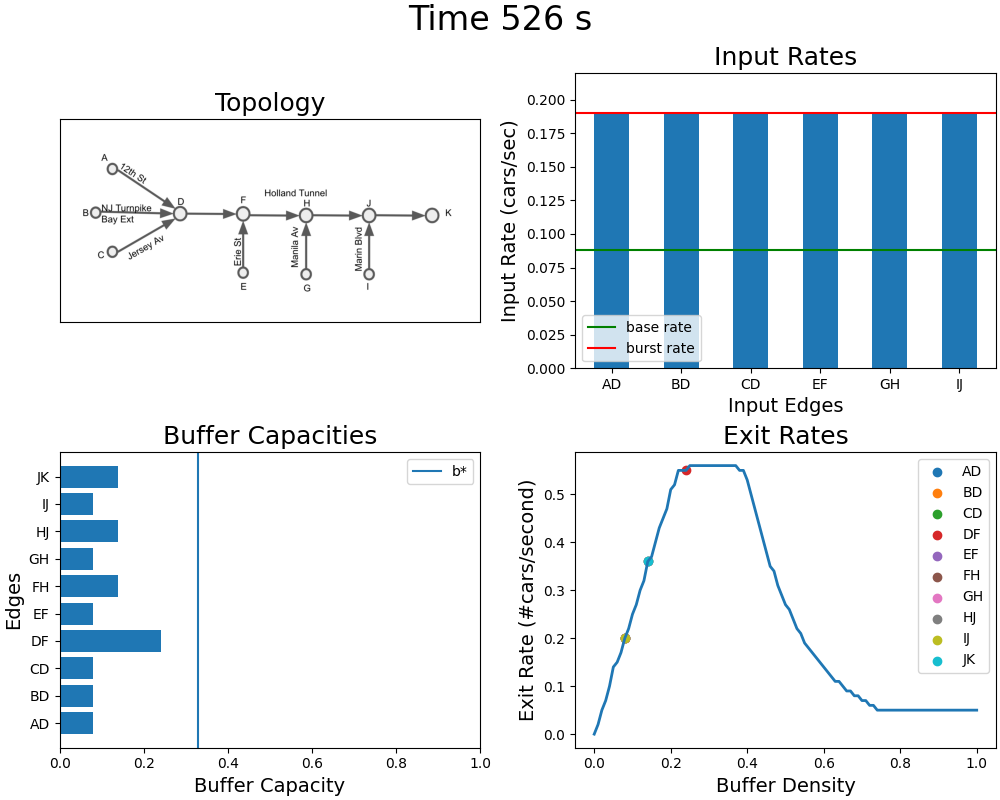 Time 526 s
Topology
A
12th St
B
NJ Turnpike
Bay Ext
C
Jersey Av
D
F
Holland Tunnel
H
J
K
Erie St
Manila Av
Marin Blvd
E
G
I
Input Rates
Input Rate (cars/sec)
0.200
0.175
0.150
0.125
0.100
0.075
0.050
0.025
0.000
base rate
burst rate
AD BD CD EF GH IJ
Input Edges
Buffer Capacities
Edges
JK
IJ
HJ
GH
FH
EF
DF
CD
BD
AD
b*
0.0 0.2 0.4 0.6 0.8 1.0
Buffer Capacity
Exit Rates
Exit Rate (#cars/second)
0.5
0.4
0.3
0.2
0.1
0.0
AD
BD
CD
DF
EF
FH
GH
HJ
IJ
JK
0.0 0.2 0.4 0.6 0.8 1.0
Buffer Density